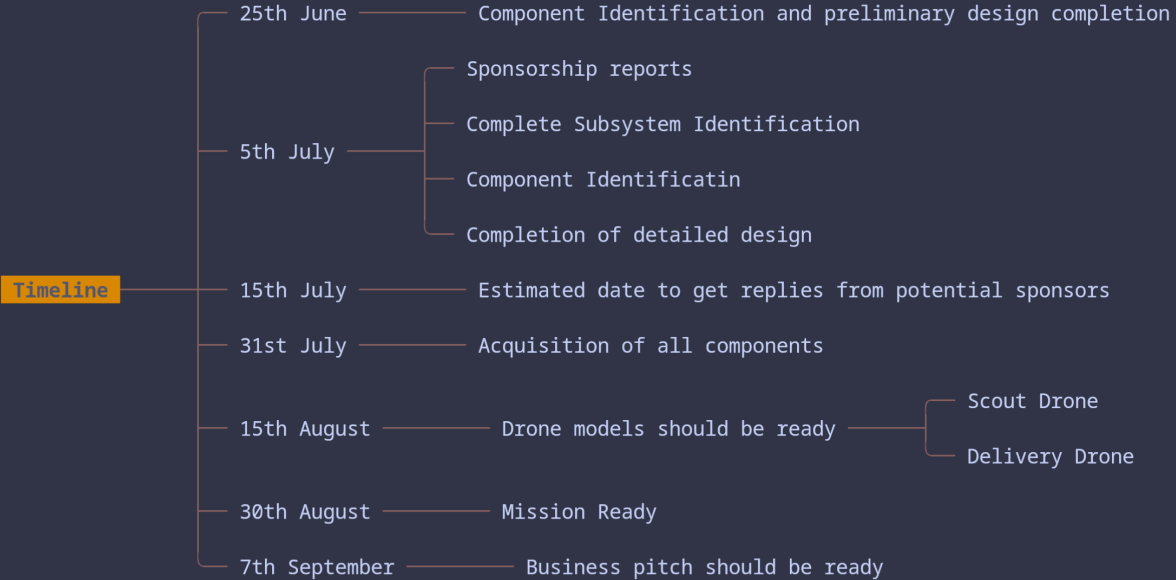 25th June Component Identification and preliminary design completion
Sponsorship reports
Complete Subsystem Identification
5th July
Component Identificatin
Completion of detailed design
Timeline 15th July Estimated date to get replies from potential sponsors
31st July Acquisition of all components
Scout Drone
15th August Drone models should be ready
Delivery Drone
30th August Mission Ready
7th September Business pitch should be ready